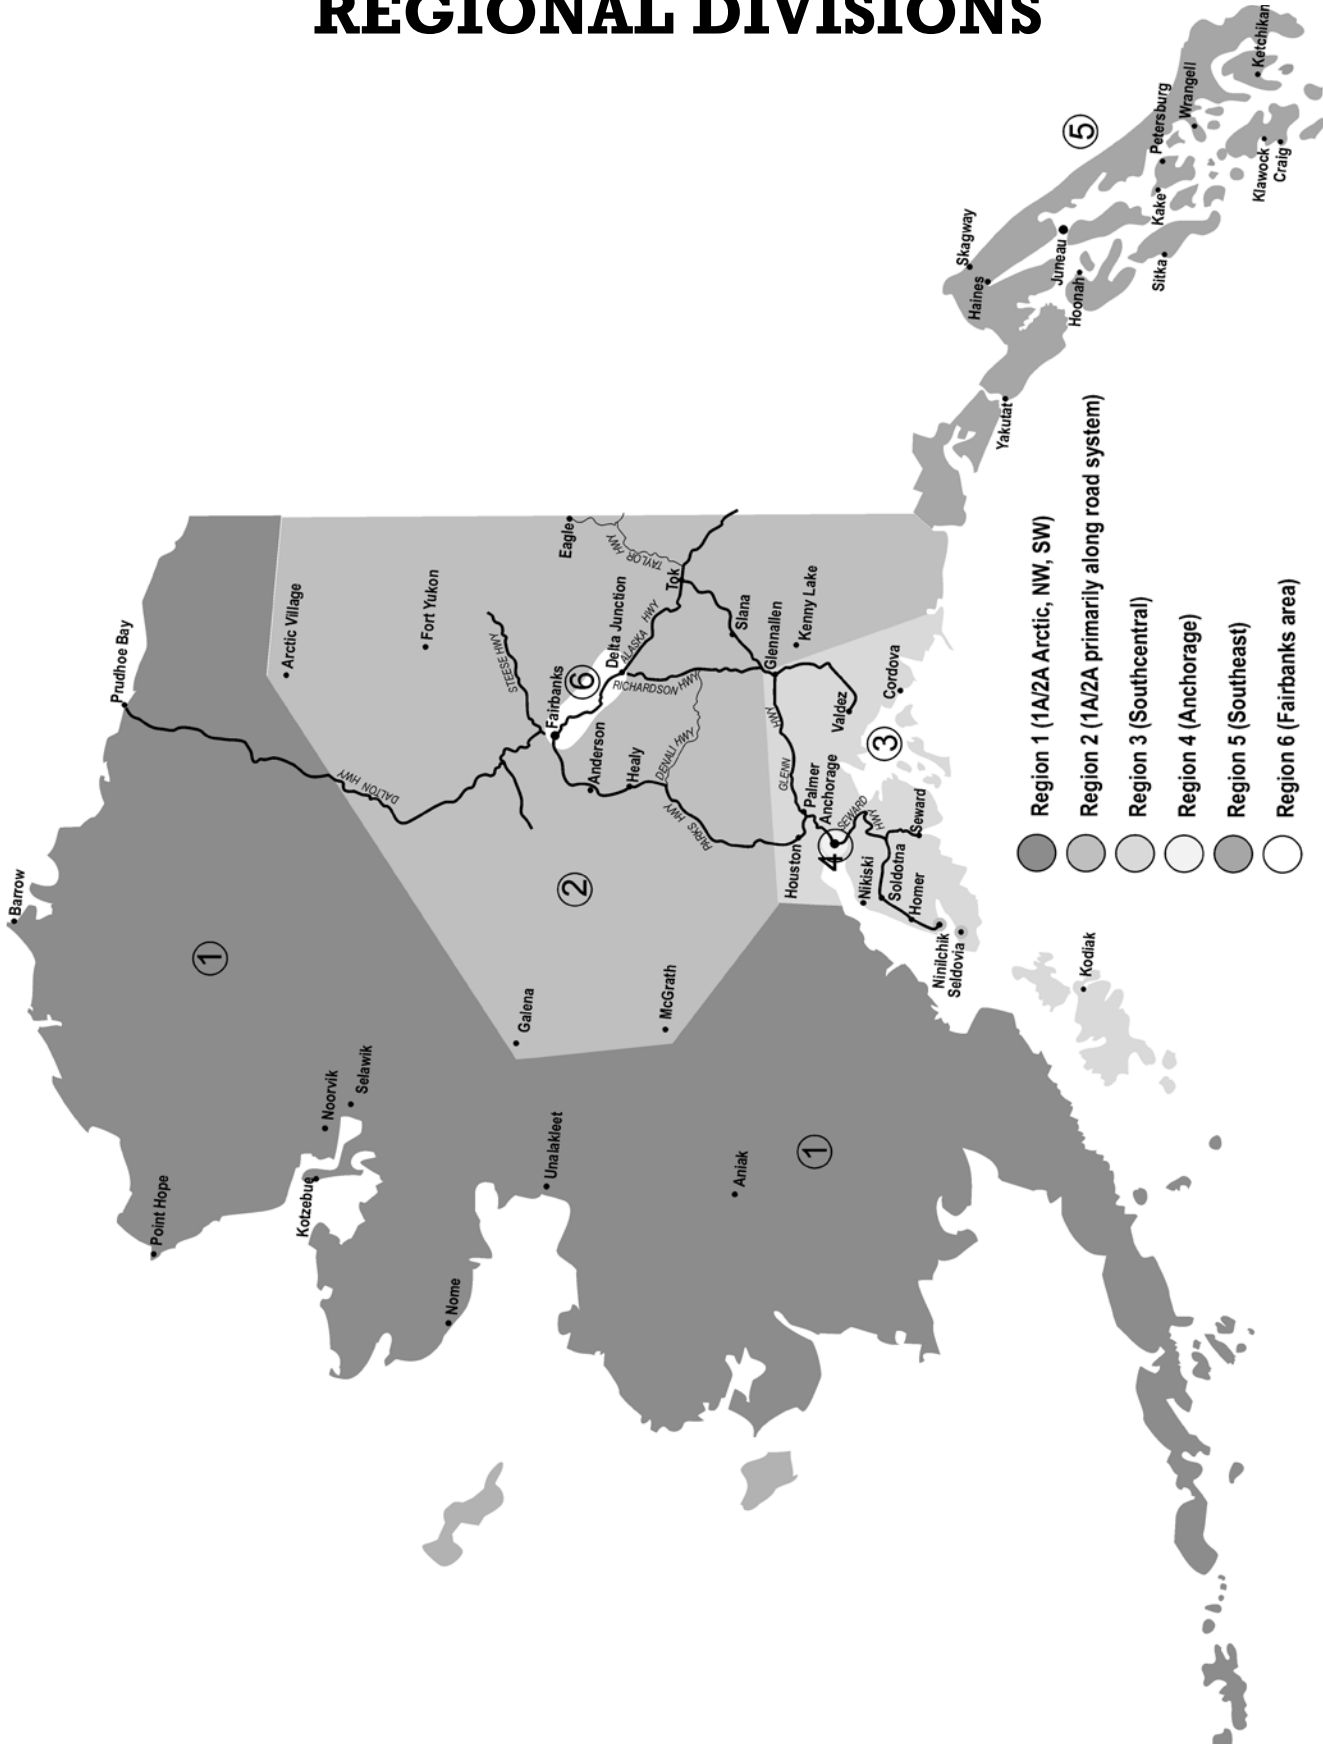 REGIONAL DIVISIONS
Barrow
Prudhoe Bay
Point Hope
Kotzebue
Noorvik
Selawik
Nome
Unalakleet
Aniak
1
1
Arctic Village
Fort Yukon
DALTON HWY
STEESE HWY
Eagle
TAYLOR HWY
Fairbanks
6
Delta Junction
ALASKA HWY
Tok
RICHARDSON HWY
Anderson
Healy
DENALI HWY
PARKS HWY
Slana
Glennallen
Kenny Lake
2
Galena
McGrath
GLENN HWY
Valdez
Cordova
3
Houston
Palmer
Anchorage
4
SEWARD HWY
Seward
Nikiski
Soldotna
Homer
Ninilchik
Seldovia
Kodiak
Yakutat
Skagway
Haines
Juneau
Hoonah
5
Sitka
Kake
Petersburg
Wrangell
Klawock
Craig
Ketchikan
Region 1 (1A/2A Arctic, NW, SW)
Region 2 (1A/2A primarily along road system)
Region 3 (Southcentral)
Region 4 (Anchorage)
Region 5 (Southeast)
Region 6 (Fairbanks area)